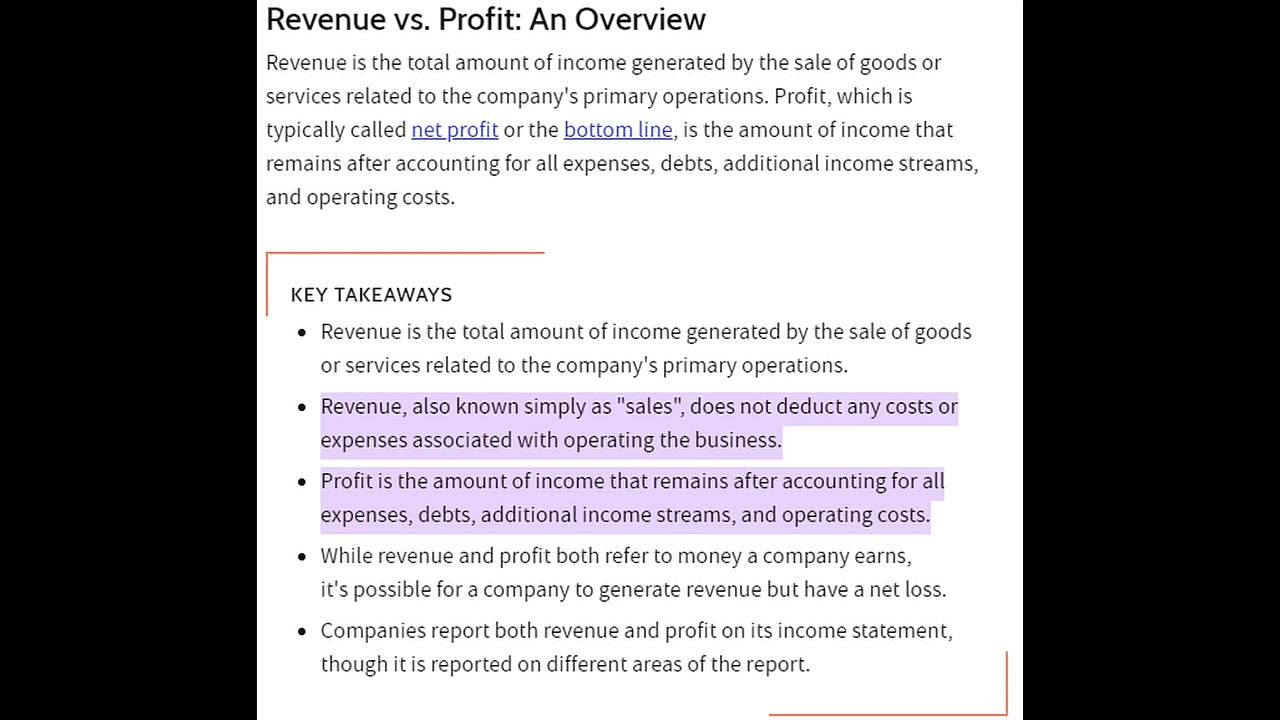 Revenue vs. Profit: An Overview
Revenue is the total amount of income generated by the sale of goods or
services related to the company's primary operations. Profit, which is
typically called net profit or the bottom line, is the amount of income that
remains after accounting for all expenses, debts, additional income streams,
and operating costs.
KEY TAKEAWAYS
• Revenue is the total amount of income generated by the sale of goods
or services related to the company's primary operations.
• Revenue, also known simply as "sales", does not deduct any costs or
expenses associated with operating the business.
• Profit is the amount of income that remains after accounting for all
expenses, debts, additional income streams, and operating costs.
• While revenue and profit both refer to money a company earns,
it's possible for a company to generate revenue but have a net loss.
• Companies report both revenue and profit on its income statement,
though it is reported on different areas of the report.